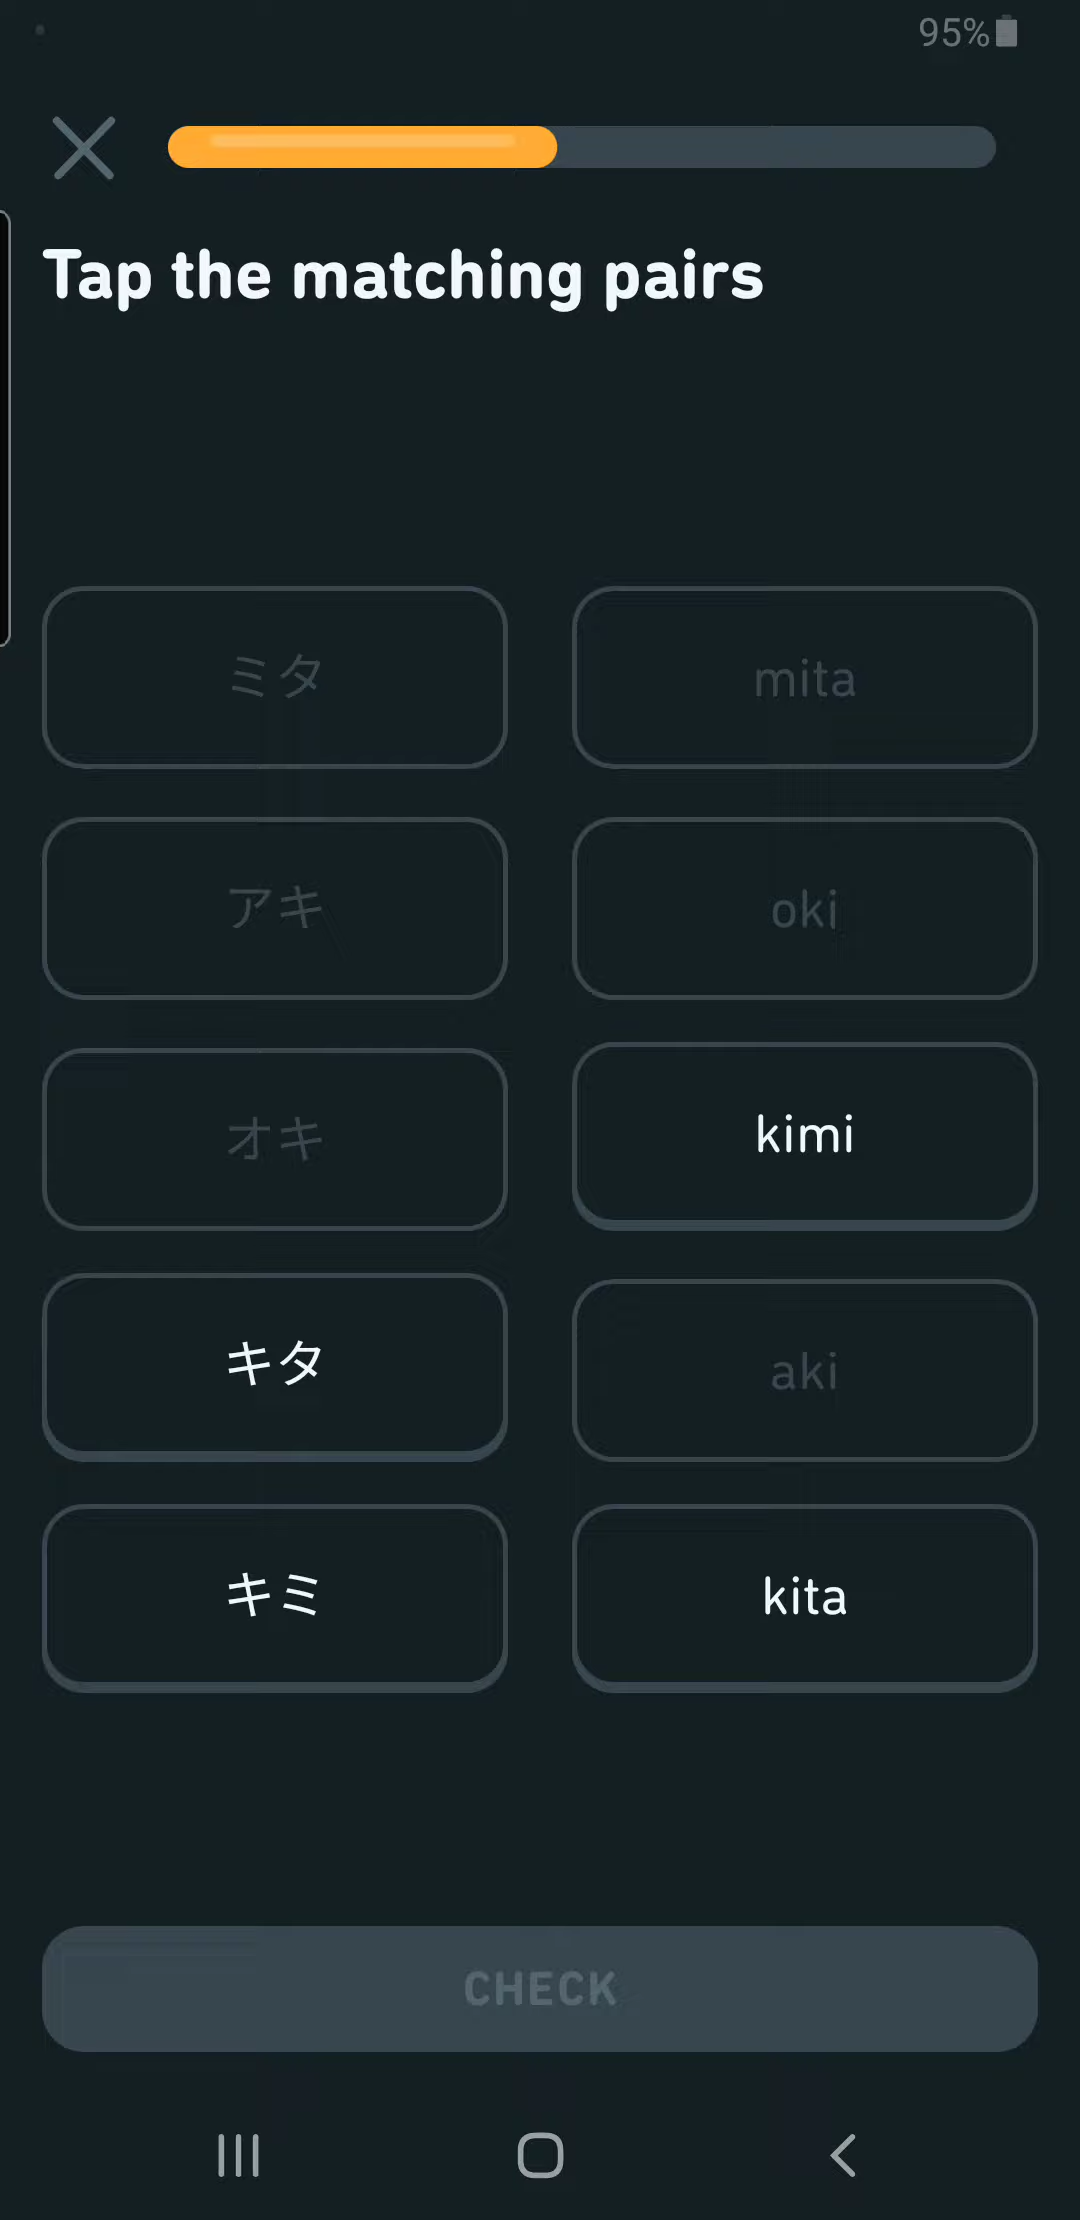 95%
Tap the matching pairs
ミタ
mita
アキ
oki
オキ
kimi
キタ
aki
キミ
kita
CHECK